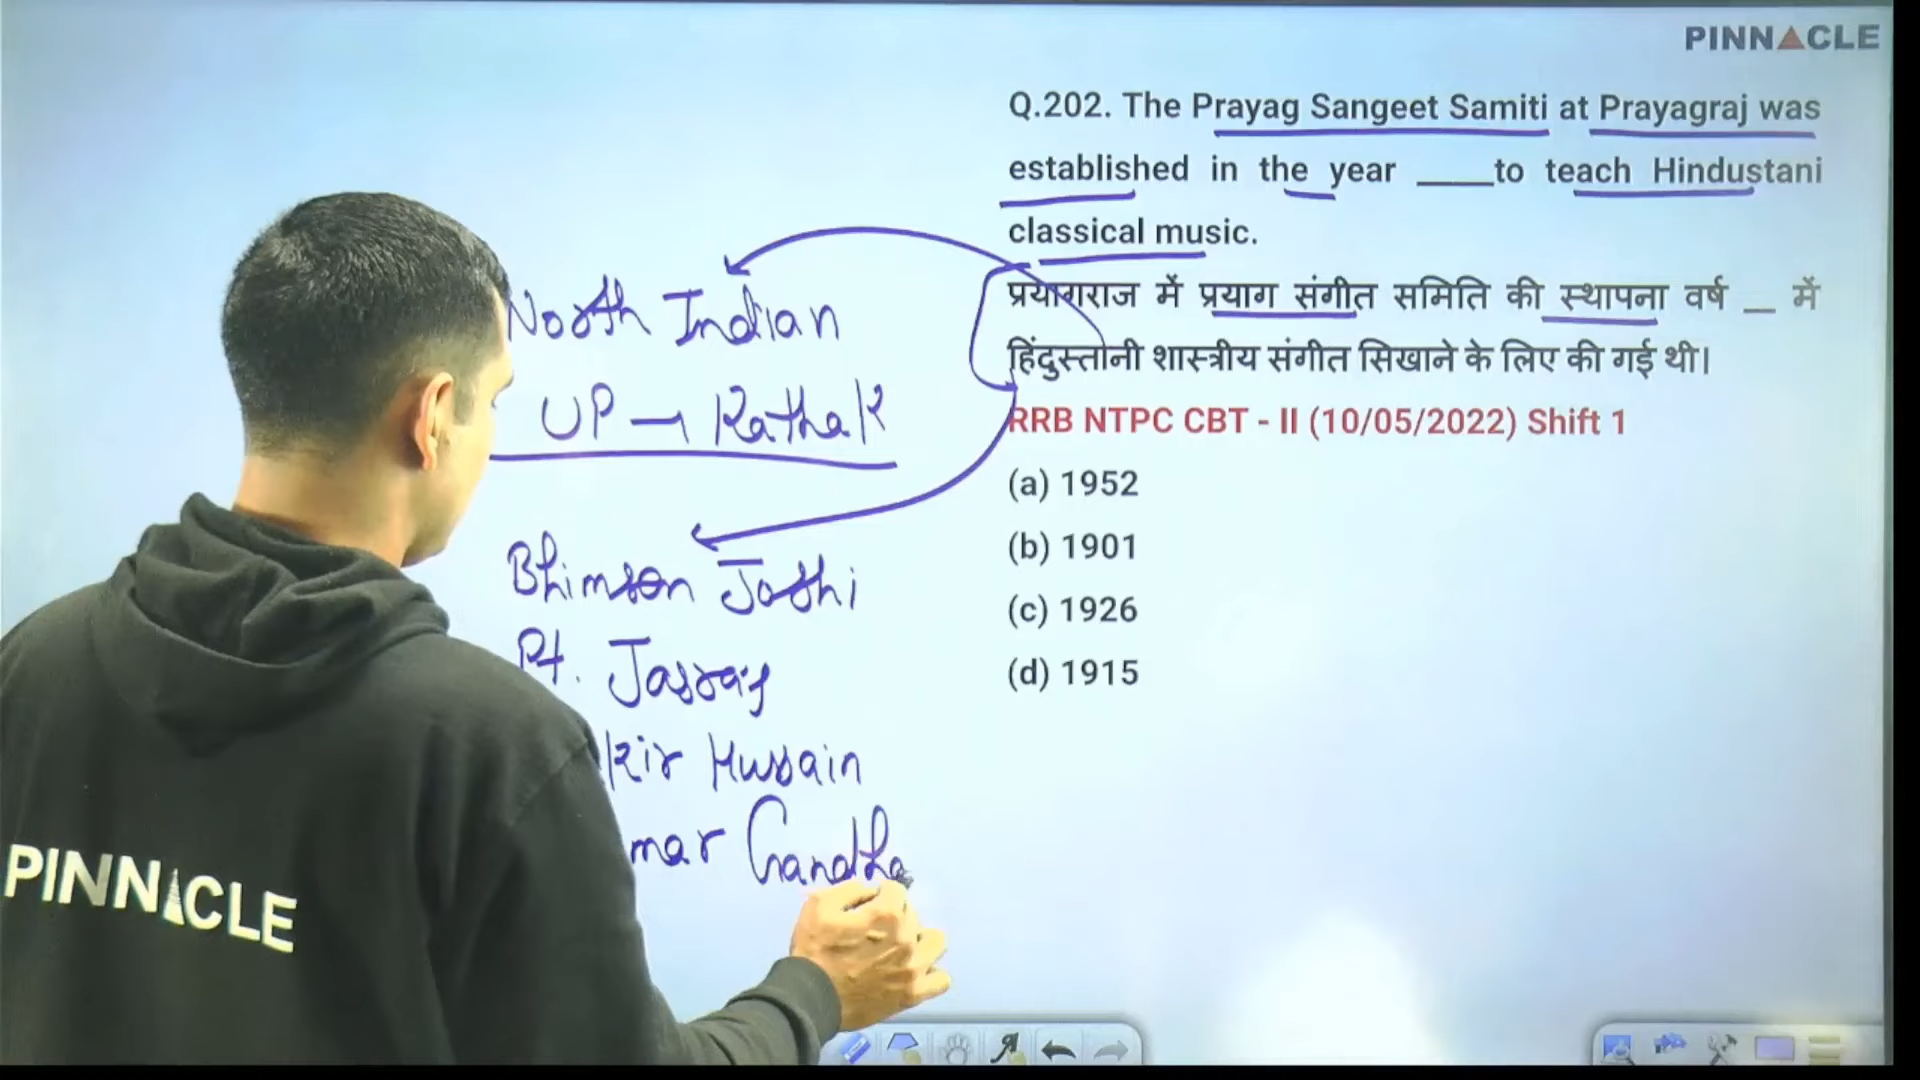 PINNACLE
Q.202. The Prayag Sangeet Samiti at Prayagraj was
established in the year ____to teach Hindustani
classical music.
प्रयागराज में प्रयाग संगीत समिति की स्थापना वर्ष __ में
हिंदुस्तानी शास्त्रीय संगीत सिखाने के लिए की गई थी।
RRB NTPC CBT - II (10/05/2022) Shift 1
(a) 1952
(b) 1901
(c) 1926
(d) 1915
North Indian
UP → Kathak
Bhimsen Joshi
Pt. Jasraj
kir Hussain
mar Gandha
PINNACLE